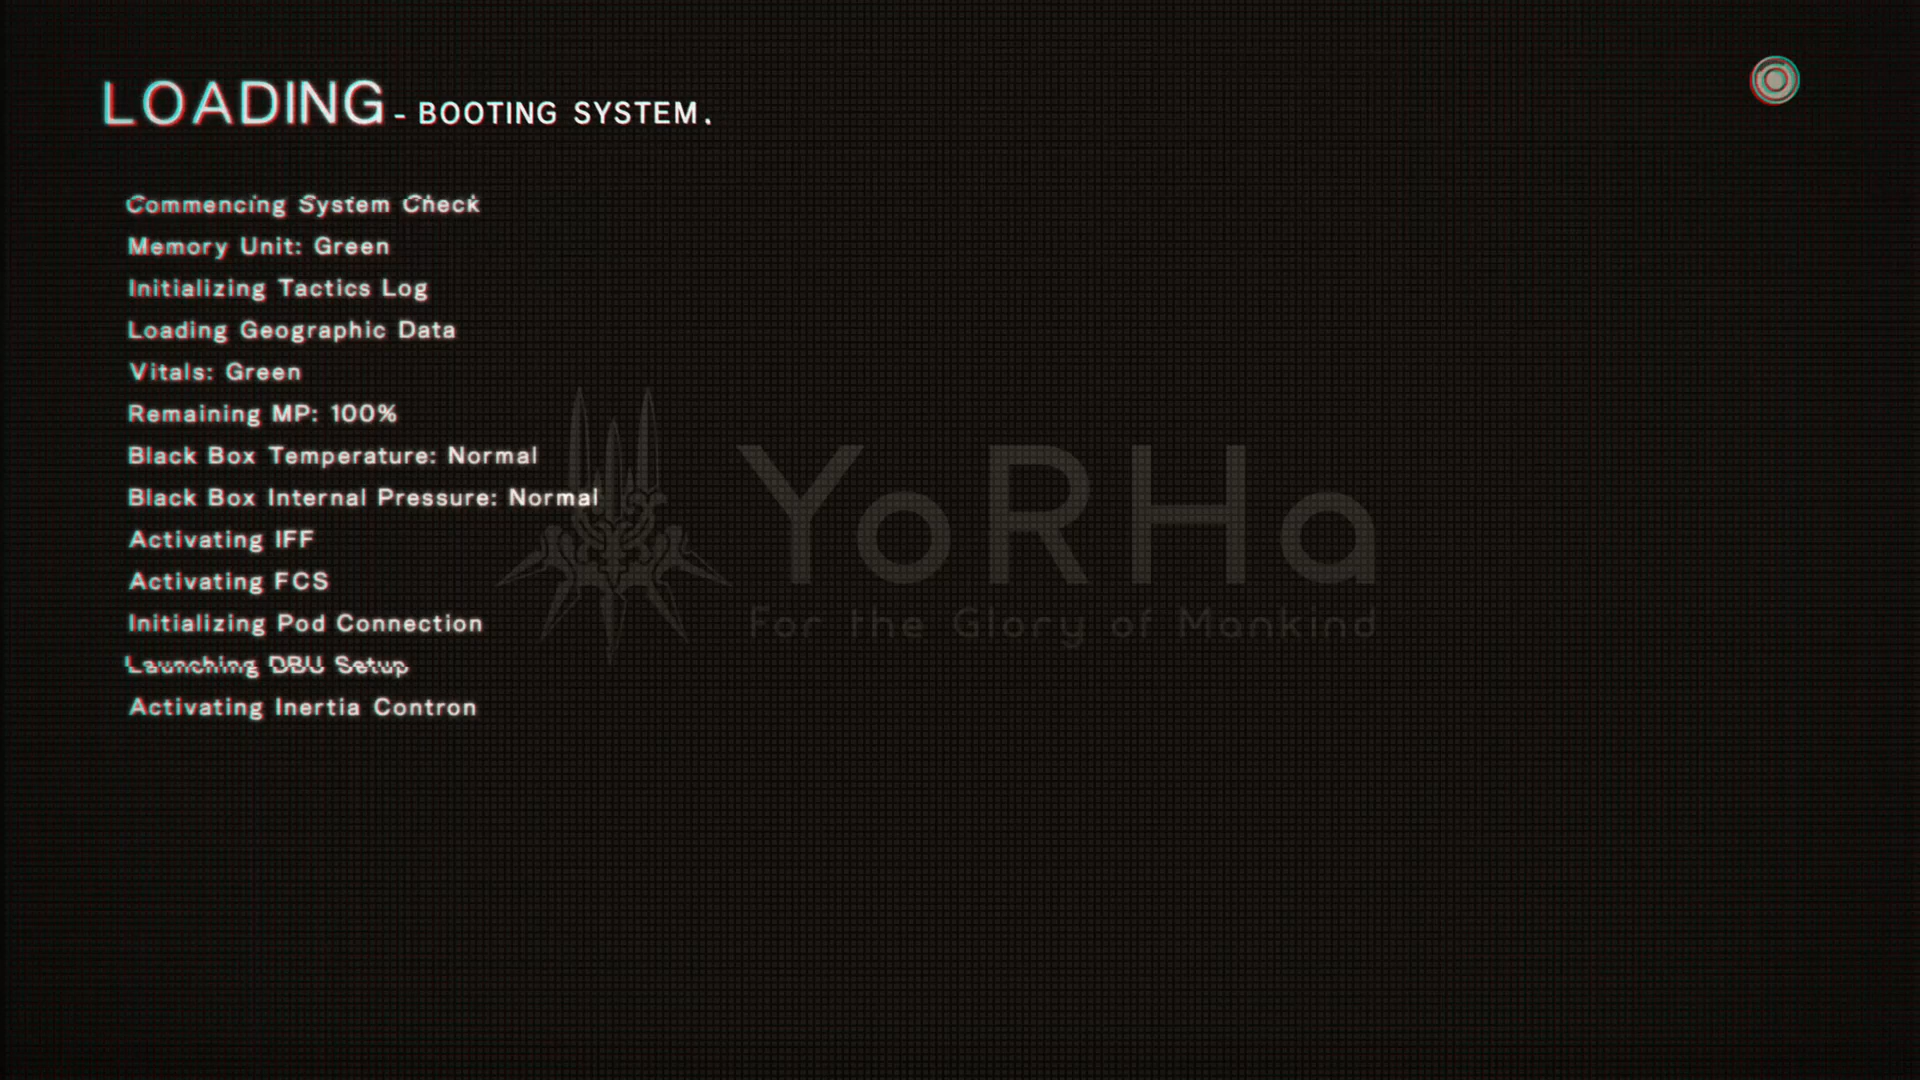 LOADING - BOOTING SYSTEM.
Commencing System Check
Memory Unit: Green
Initializing Tactics Log
Loading Geographic Data
Vitals: Green
Remaining MP: 100%
Black Box Temperature: Normal
Black Box Internal Pressure: Normal
Activating IFF
Activating FCS
Initializing Pod Connection
Launching DBU Setup
Activating Inertia Contron
YoRHa
For the Glory of Mankind